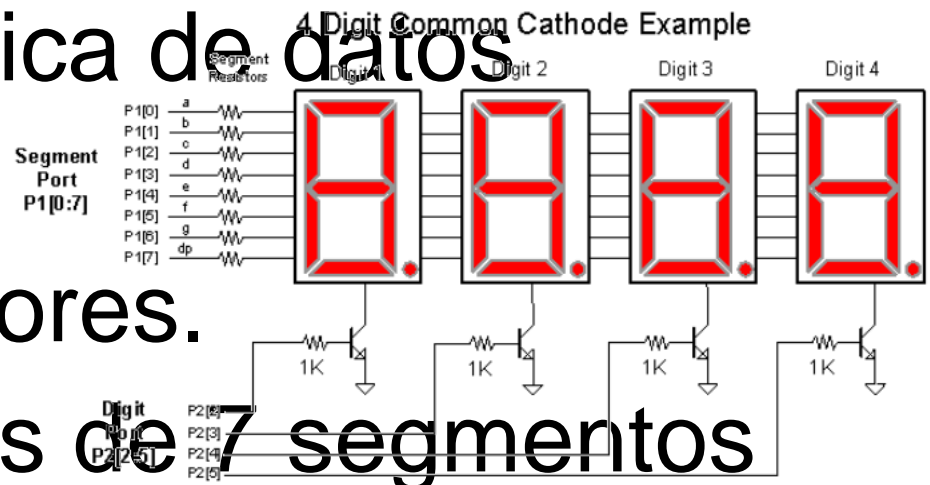 4 Digit Common Cathode Example
ica de datos
Segment
Resistors
Digit 1 Digit 2 Digit 3 Digit 4
P1[0] a
P1[1] b
P1[2] c
P1[3] d
P1[4] e
P1[5] f
P1[6] g
P1[7] dp
Segment
Port
P1[0:7]
ores.
1K 1K 1K 1K
Digit
Port
P2[2-5]
P2[2]
P2[3]
P2[4]
P2[5]
s de 7 segmentos